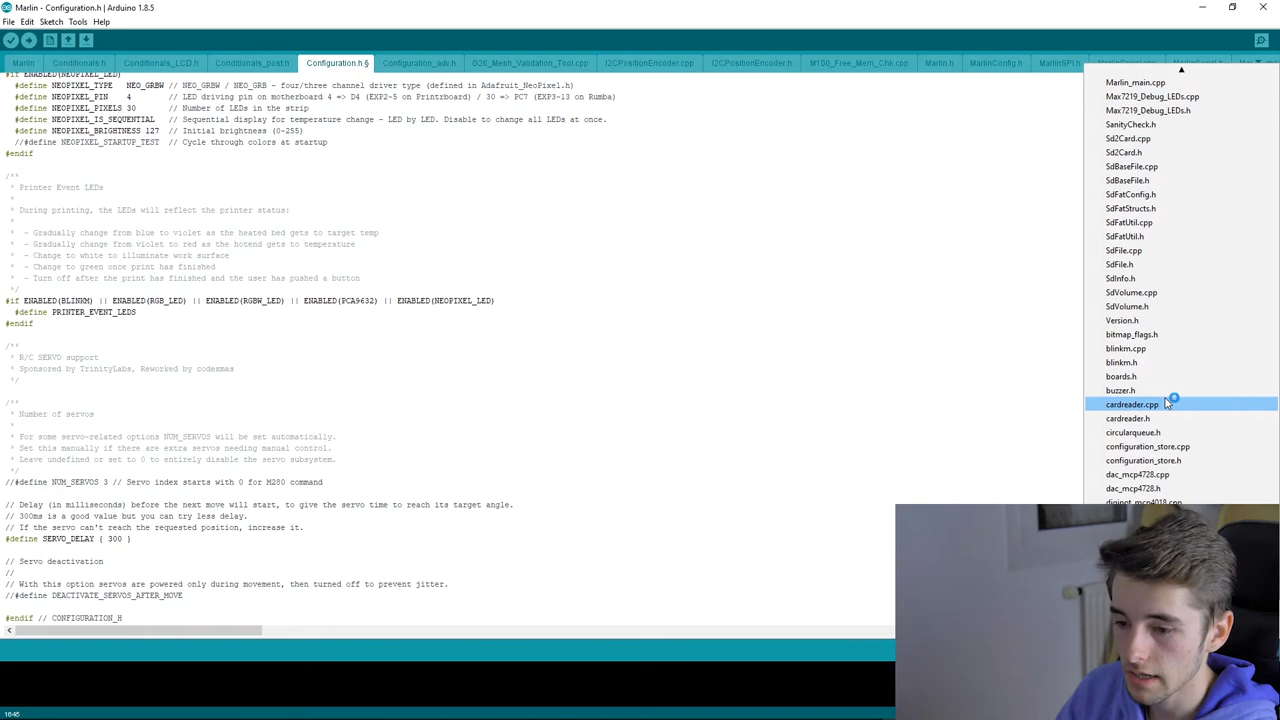 Marlin - Configuration.h | Arduino 1.8.5
File Edit Sketch Tools Help
Marlin Conditionals.h Conditionals_LCD.h Conditionals_post.h Configuration.h § Configuration_adv.h G26_Mesh_Validation_Tool.cpp I2CPositionEncoder.cpp I2CPositionEncoder.h M100_Free_Mem_Chk.cpp Marlin.h MarlinConfig.h MarlinSPI.h
#if ENABLED(NEOPIXEL_LED)
#define NEOPIXEL_TYPE NEO_GRBW // NEO_GRBW / NEO_GRB - four/three channel driver type (defined in Adafruit_NeoPixel.h)
#define NEOPIXEL_PIN 4 // LED driving pin on motherboard 4 => D4 (EXP2-5 on Printrboard) / 30 => PC7 (EXP3-13 on Rumba)
#define NEOPIXEL_PIXELS 30 // Number of LEDs in the strip
#define NEOPIXEL_IS_SEQUENTIAL // Sequential display for temperature change - LED by LED. Disable to change all LEDs at once.
#define NEOPIXEL_BRIGHTNESS 127 // Initial brightness (0-255)
//#define NEOPIXEL_STARTUP_TEST // Cycle through colors at startup
#endif
/**
* Printer Event LEDs
*
* During printing, the LEDs will reflect the printer status:
*
* - Gradually change from blue to violet as the heated bed gets to target temp
* - Gradually change from violet to red as the hotend gets to temperature
* - Change to white to illuminate work surface
* - Change to green once print has finished
* - Turn off after the print has finished and the user has pushed a button
*/
#if ENABLED(BLINKM) || ENABLED(RGB_LED) || ENABLED(RGBW_LED) || ENABLED(PCA9632) || ENABLED(NEOPIXEL_LED)
#define PRINTER_EVENT_LEDS
#endif
/**
* R/C SERVO support
* Sponsored by TrinityLabs, Reworked by codexmas
*/
/**
* Number of servos
*
* For some servo-related options NUM_SERVOS will be set automatically.
* Set this manually if there are extra servos needing manual control.
* Leave undefined or set to 0 to entirely disable the servo subsystem.
*/
//#define NUM_SERVOS 3 // Servo index starts with 0 for M280 command
// Delay (in milliseconds) before the next move will start, to give the servo time to reach its target angle.
// 300ms is a good value but you can try less delay.
// If the servo can't reach the requested position, increase it.
#define SERVO_DELAY { 300 }
// Servo deactivation
//
// With this option servos are powered only during movement, then turned off to prevent jitter.
//#define DEACTIVATE_SERVOS_AFTER_MOVE
#endif // CONFIGURATION_H
Marlin_main.cpp
Max7219_Debug_LEDs.cpp
Max7219_Debug_LEDs.h
SanityCheck.h
Sd2Card.cpp
Sd2Card.h
SdBaseFile.cpp
SdBaseFile.h
SdFatConfig.h
SdFatStructs.h
SdFatUtil.cpp
SdFatUtil.h
SdFile.cpp
SdFile.h
SdInfo.h
SdVolume.cpp
SdVolume.h
Version.h
bitmap_flags.h
blinkm.cpp
blinkm.h
boards.h
buzzer.h
cardreader.cpp
cardreader.h
circularqueue.h
configuration_store.cpp
configuration_store.h
dac_mcp4728.cpp
dac_mcp4728.h
digipot_mcp4018.cpp
1645